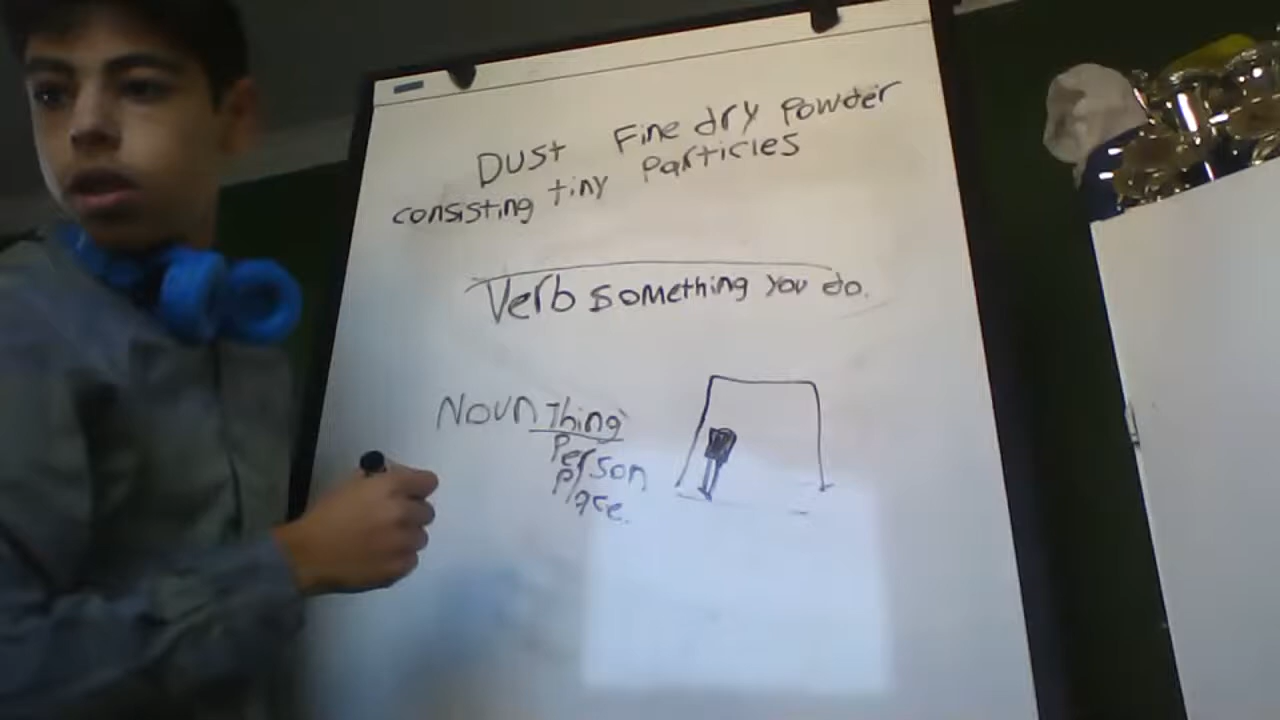 Dust Fine dry Powder
consisting tiny Particles
Verb something you do.
Noun Thing
Person
Place.